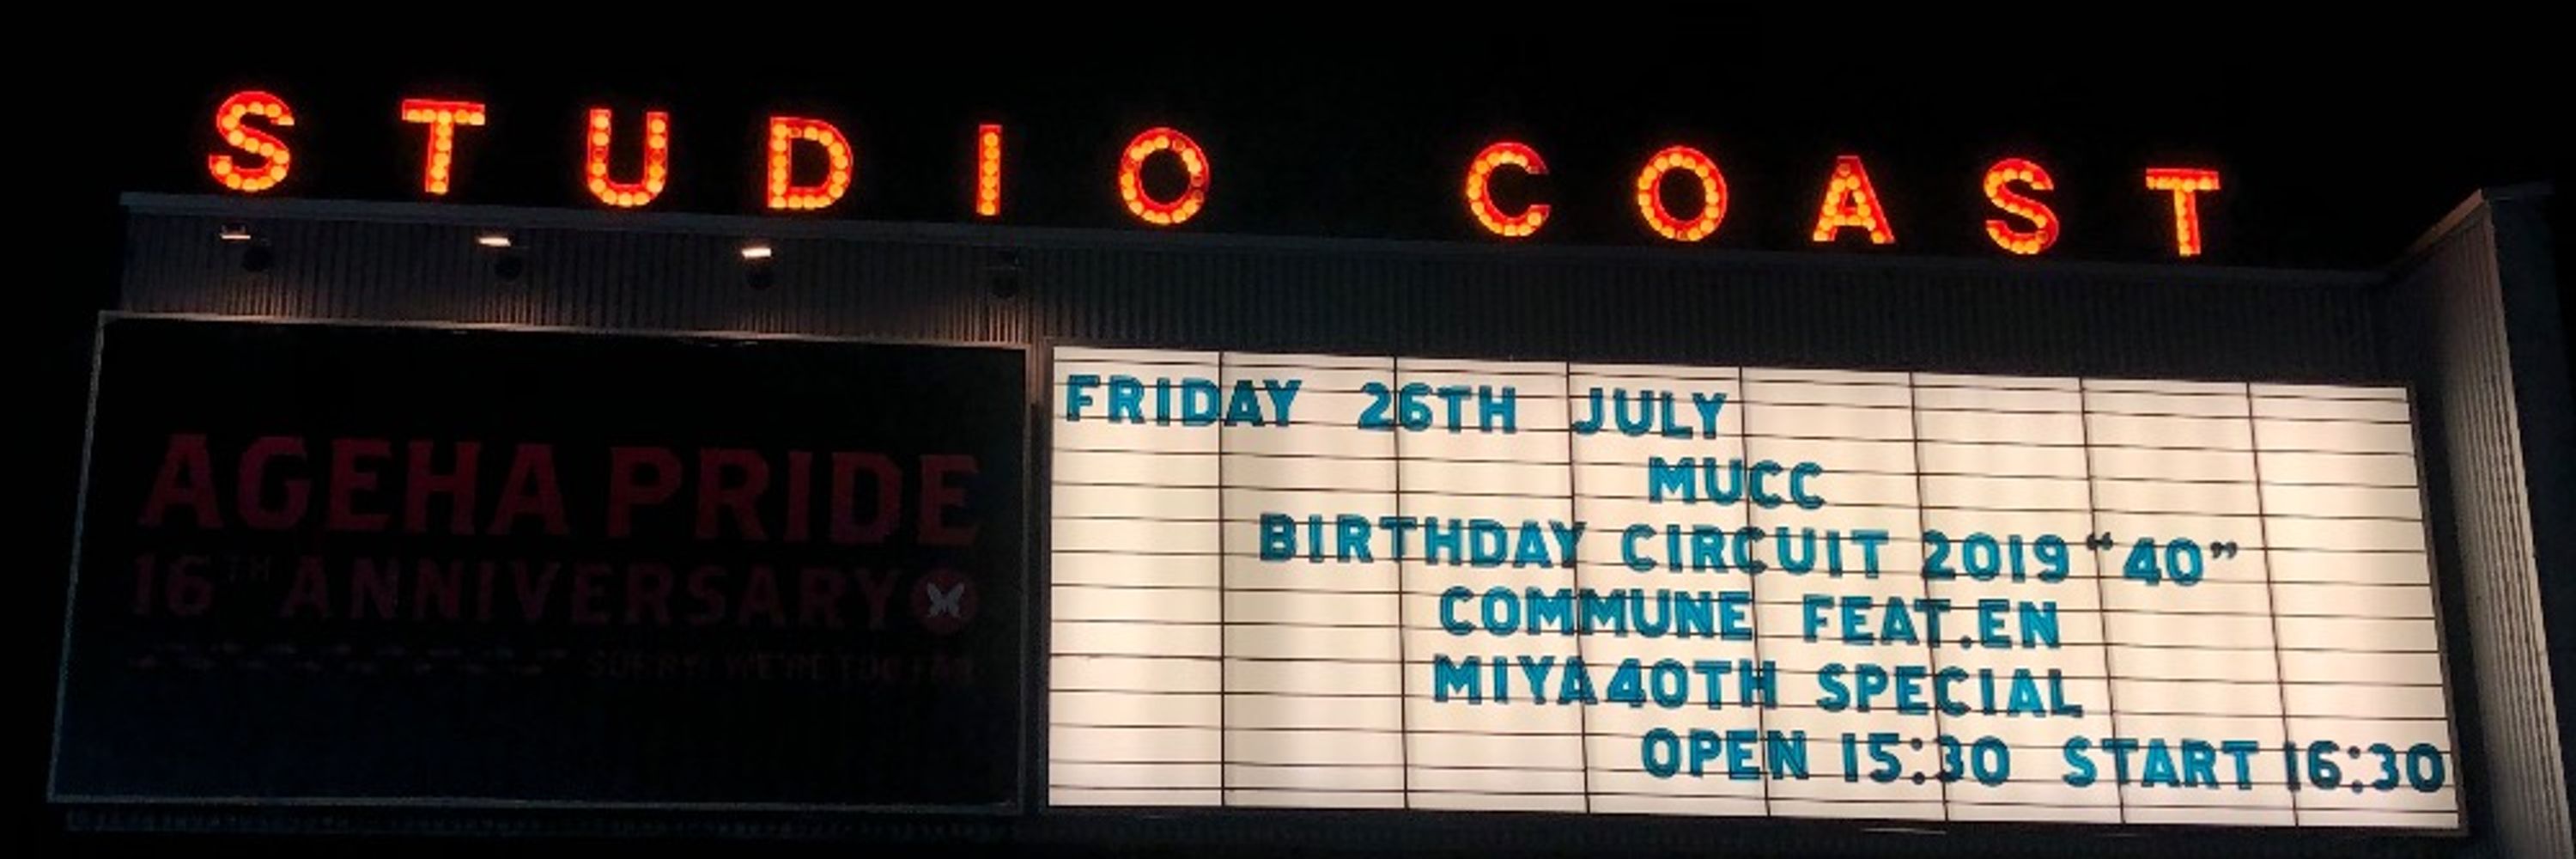 STUDIO COAST
AGEHA PRIDE
16TH ANNIVERSARY
SORRY, WE'RE TOO
FRIDAY 26TH JULY
MUCC
BIRTHDAY CIRCUIT 2019 “40”
COMMUNE FEAT.EN
MIYA40TH SPECIAL
OPEN 15:30 START 16:30